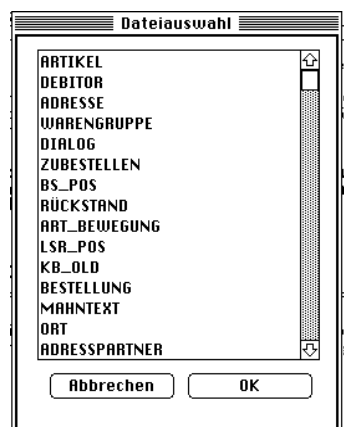 Dateiauswahl
ARTIKEL
DEBITOR
ADRESSE
WARENGRUPPE
DIALOG
ZUBESTELLEN
BS_POS
RÜCKSTAND
ART_BEWEGUNG
LSR_POS
KB_OLD
BESTELLUNG
MAHNTEXT
ORT
ADRESSPARTNER
Abbrechen OK